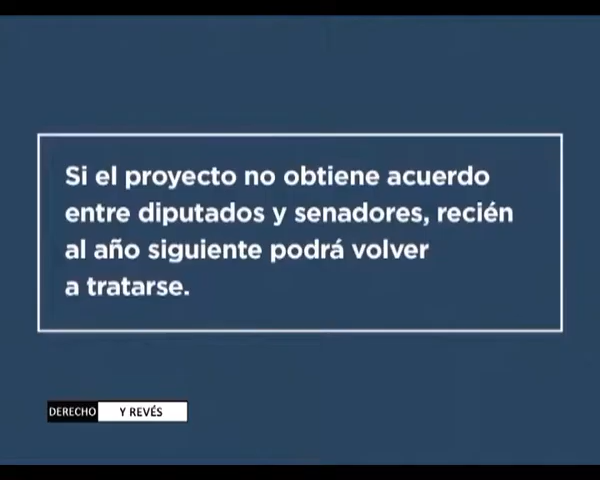 Si el proyecto no obtiene acuerdo
entre diputados y senadores, recién
al año siguiente podrá volver
a tratarse.
DERECHO Y REVÉS